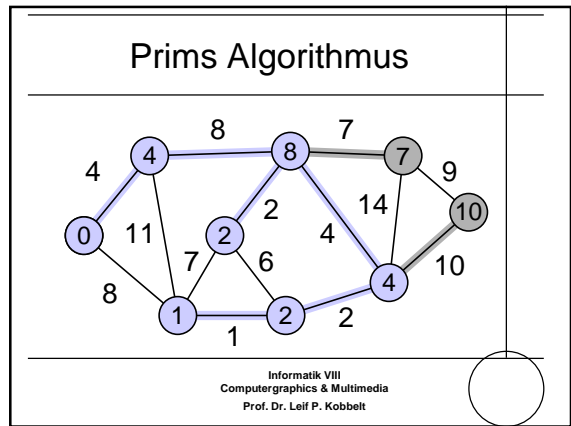 Prims Algorithmus
8 7
4 8 7
4 9
2 14 10
0 11 2 4
7 6 10
8 4
1 2 2
1
Informatik VIII
Computergraphics & Multimedia
Prof. Dr. Leif P. Kobbelt